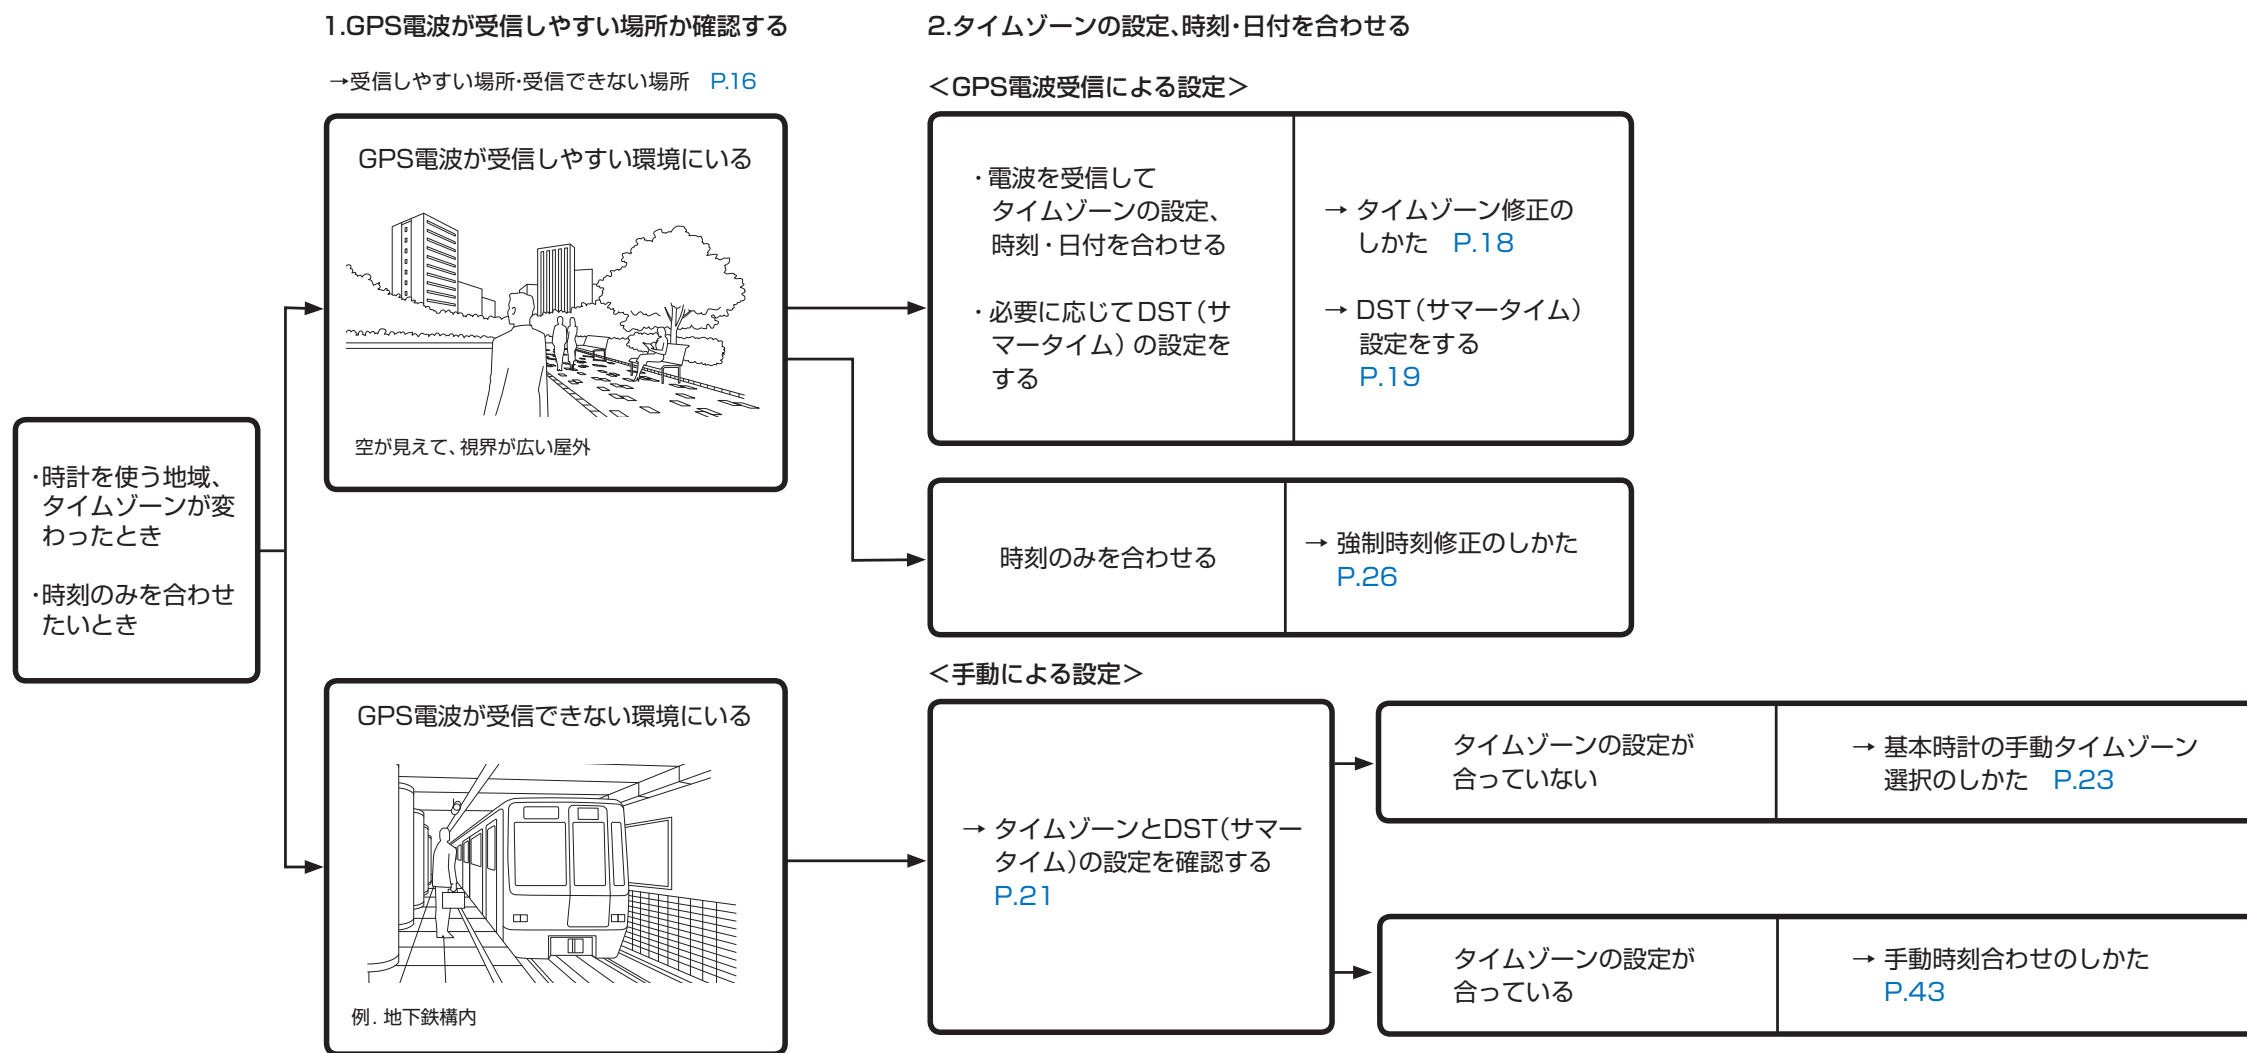 1.GPS電波が受信しやすい場所か確認する
→受信しやすい場所・受信できない場所 P.16
2.タイムゾーンの設定、時刻・日付を合わせる
<GPS電波受信による設定>
・時計を使う地域、
タイムゾーンが変
わったとき
・時刻のみを合わせ
たいとき
GPS電波が受信しやすい環境にいる
空が見えて、視界が広い屋外
・電波を受信して
タイムゾーンの設定、
時刻・日付を合わせる
・必要に応じてDST(サ
マータイム)の設定を
する
→ タイムゾーン修正の
しかた P.18
→ DST(サマータイム)
設定をする
P.19
時刻のみを合わせる
→ 強制時刻修正のしかた
P.26
GPS電波が受信できない環境にいる
例. 地下鉄構内
<手動による設定>
→ タイムゾーンとDST(サマー
タイム)の設定を確認する
P.21
タイムゾーンの設定が
合っていない
→ 基本時計の手動タイムゾーン
選択のしかた P.23
タイムゾーンの設定が
合っている
→ 手動時刻合わせのしかた
P.43